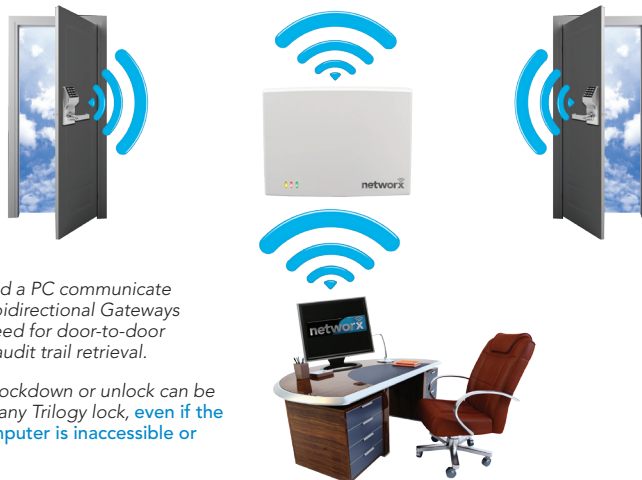 networx
d a PC communicate
bidirectional Gateways
eed for door-to-door
audit trail retrieval.
networx
ockdown or unlock can be
any Trilogy lock, even if the
mputer is inaccessible or